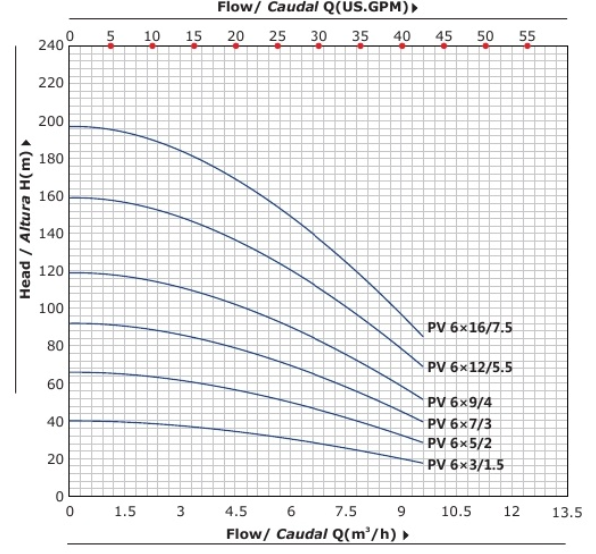 Flow/ Caudal Q(US.GPM)
0 5 10 15 20 25 30 35 40 45 50 55
240
220
200
180
160
140
120
100
80
60
40
20
0
Head / Altura H(m)
PV 6×16/7.5
PV 6×12/5.5
PV 6×9/4
PV 6×7/3
PV 6×5/2
PV 6×3/1.5
0 1.5 3 4.5 6 7.5 9 10.5 12 13.5
Flow/ Caudal Q(m³/h)